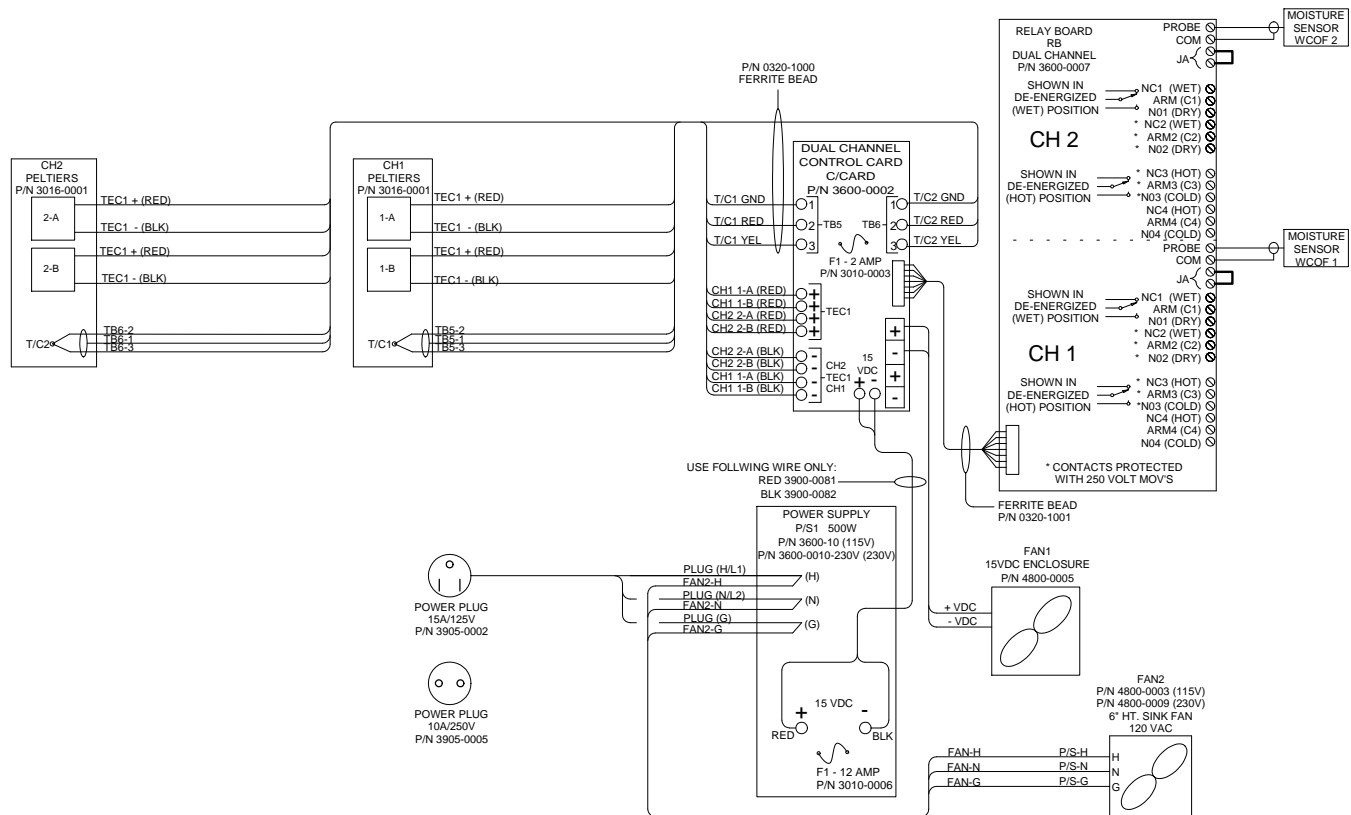 CH2
PELTIERS
P/N 3016-0001
2-A
TEC1 + (RED)
TEC1 - (BLK)
2-B
TEC1 + (RED)
TEC1 - (BLK)
T/C2
TB6-2
TB6-1
TB6-3
CH1
PELTIERS
P/N 3016-0001
1-A
TEC1 + (RED)
TEC1 - (BLK)
1-B
TEC1 + (RED)
TEC1 - (BLK)
T/C1
TB5-2
TB5-1
TB5-3
P/N 0320-1000
FERRITE BEAD
DUAL CHANNEL
CONTROL CARD
C/CARD
P/N 3600-0002
T/C1 GND
T/C1 RED
T/C1 YEL
1
2
3
TB5
TB6
1
2
3
T/C2 GND
T/C2 RED
T/C2 YEL
F1 - 2 AMP
P/N 3010-0003
CH1 1-A (RED)
CH1 1-B (RED)
CH2 2-A (RED)
CH2 2-B (RED)
+
+
+
+
TEC1
CH2 2-A (BLK)
CH2 2-B (BLK)
CH1 1-A (BLK)
CH1 1-B (BLK)
-
-
-
-
CH2
TEC1
CH1
15
VDC
+ -
+
-
+
-
RELAY BOARD
RB
DUAL CHANNEL
P/N 3600-0007
PROBE
COM
JA
MOISTURE
SENSOR
WCOF 2
SHOWN IN
DE-ENERGIZED
(WET) POSITION
NC1 (WET)
ARM (C1)
N01 (DRY)
* NC2 (WET)
* ARM2 (C2)
* N02 (DRY)
CH 2
SHOWN IN
DE-ENERGIZED
(HOT) POSITION
* NC3 (HOT)
* ARM3 (C3)
*N03 (COLD)
NC4 (HOT)
ARM4 (C4)
N04 (COLD)
PROBE
COM
JA
MOISTURE
SENSOR
WCOF 1
SHOWN IN
DE-ENERGIZED
(WET) POSITION
NC1 (WET)
ARM (C1)
N01 (DRY)
* NC2 (WET)
* ARM2 (C2)
* N02 (DRY)
CH 1
SHOWN IN
DE-ENERGIZED
(HOT) POSITION
* NC3 (HOT)
* ARM3 (C3)
*N03 (COLD)
NC4 (HOT)
ARM4 (C4)
N04 (COLD)
* CONTACTS PROTECTED
WITH 250 VOLT MOV'S
FERRITE BEAD
P/N 0320-1001
USE FOLLWING WIRE ONLY:
RED 3900-0081
BLK 3900-0082
POWER SUPPLY
P/S1 500W
P/N 3600-10 (115V)
P/N 3600-0010-230V (230V)
PLUG (H/L1)
FAN2-H
(H)
PLUG (N/L2)
FAN2-N
(N)
PLUG (G)
FAN2-G
(G)
15 VDC
+ -
RED
BLK
F1 - 12 AMP
P/N 3010-0006
POWER PLUG
15A/125V
P/N 3905-0002
POWER PLUG
10A/250V
P/N 3905-0005
FAN1
15VDC ENCLOSURE
P/N 4800-0005
+ VDC
- VDC
FAN2
P/N 4800-0003 (115V)
P/N 4800-0009 (230V)
6" HT. SINK FAN
120 VAC
FAN-H P/S-H H
FAN-N P/S-N N
FAN-G P/S-G G